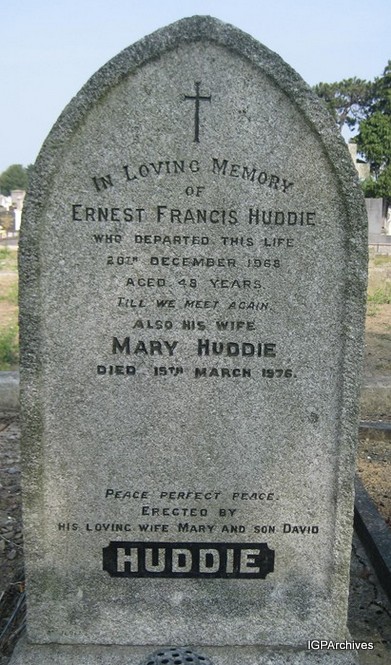 IN LOVING MEMORY
OF
ERNEST FRANCIS HUDDIE
WHO DEPARTED THIS LIFE
20TH DECEMBER 1968
AGED 48 YEARS.
TILL WE MEET AGAIN.
ALSO HIS WIFE
MARY HUDDIE
DIED 15TH MARCH 1976.
PEACE PERFECT PEACE.
ERECTED BY
HIS LOVING WIFE MARY AND SON DAVID
HUDDIE
IGPArchives